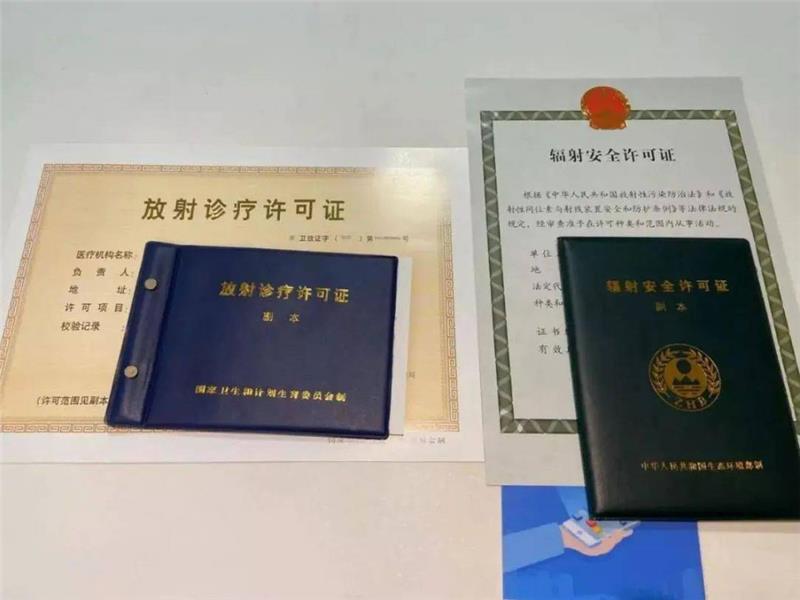 放射诊疗许可证
卫放证字( )第 号
医疗机构名称:
负责人:
地址:
许可项目:
校验记录:
(许可范围见副本
放射诊疗许可证
副本
国家卫生和计划生育委员会制
辐射安全许可证
根据《中华人民共和国放射性污染防治法》和《放
射性同位素与射线装置安全和防护条例》等法律法规的
规定,经审查准予在许可种类和范围内从事活动。
单位
地
法定代
种类和
证书
有效
辐射安全许可证
副本
ZHB
中华人民共和国生态环境部制